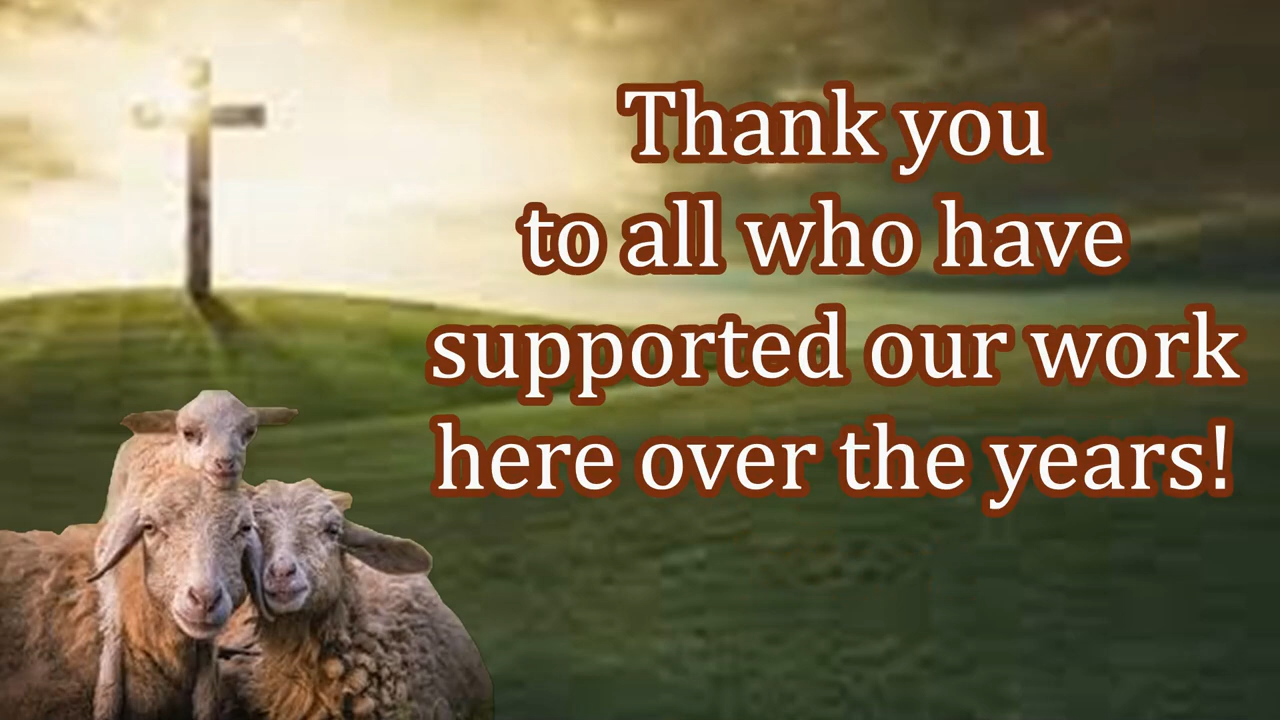 Thank you
to all who have
supported our work
here over the years!